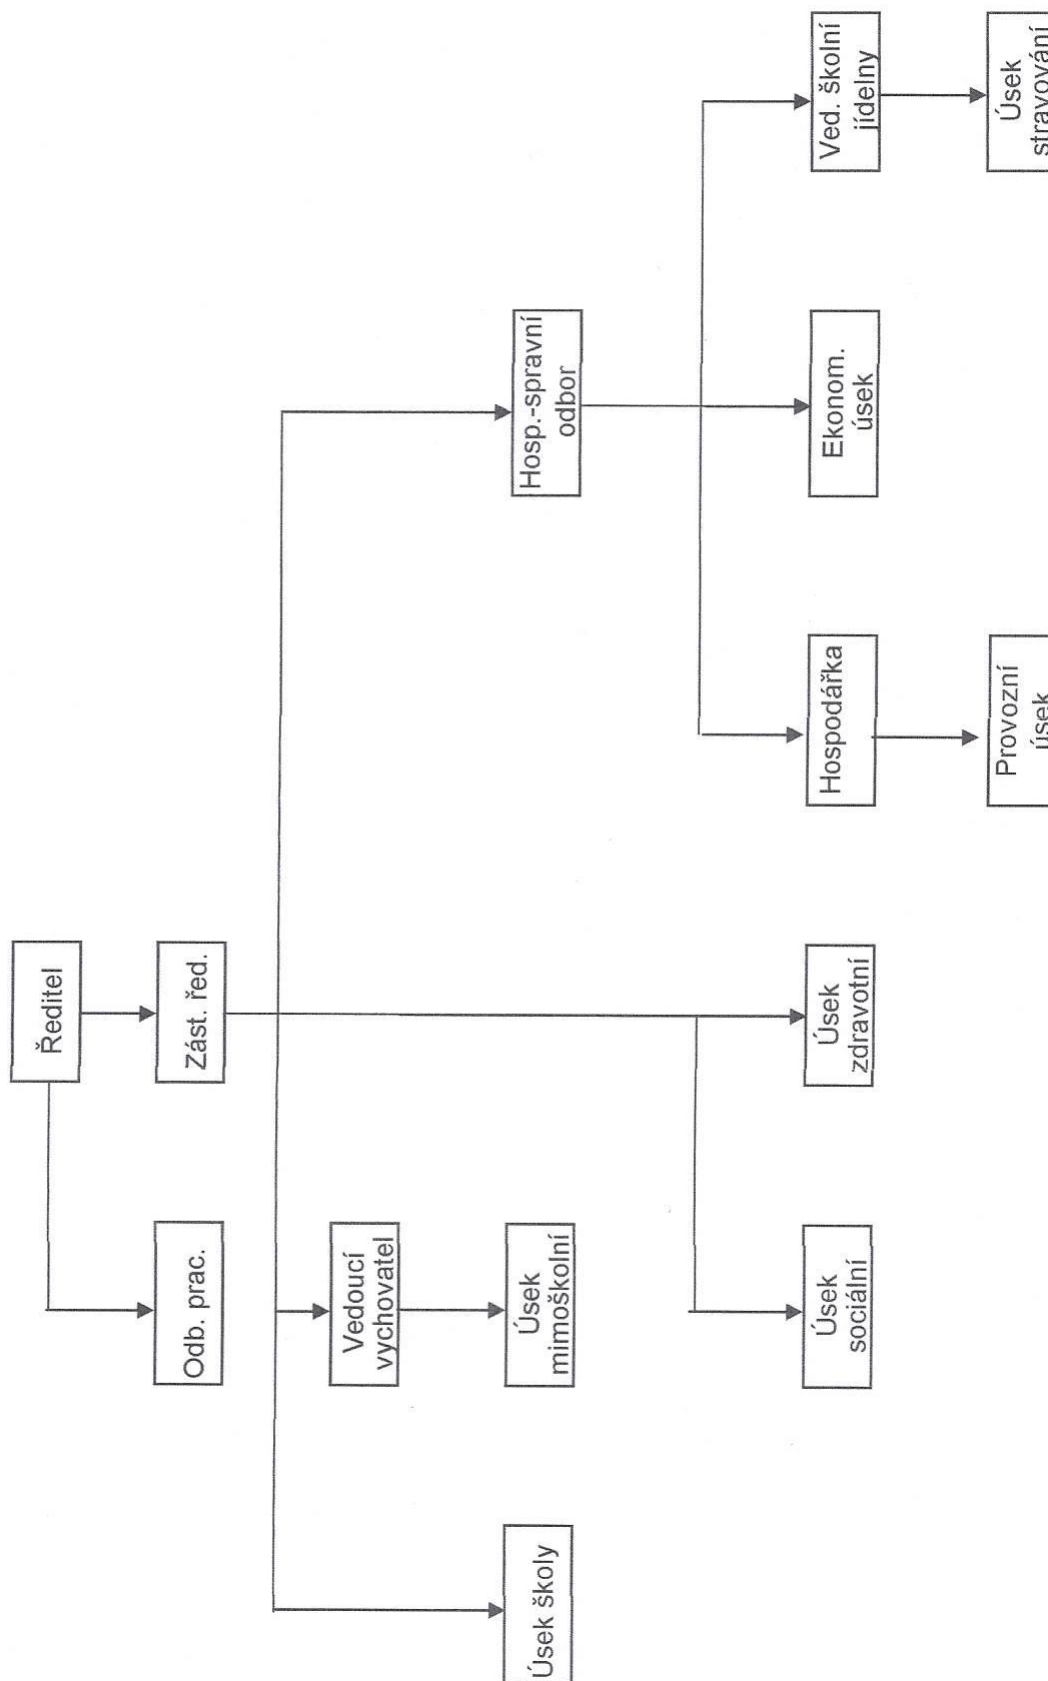 Ředitel
Odb. prac.
Zást. řed.
Vedoucí
vychovatel
Úsek školy
Úsek
mimoškolní
Hosp.-spravní
odbor
Úsek
sociální
Úsek
zdravotní
Hospodářka
Ekonom.
úsek
Ved. školní
jídelny
Provozní
úsek
Úsek
stravování